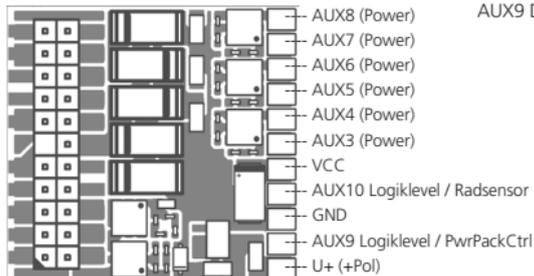 AUX8 (Power)
AUX9 D
AUX7 (Power)
AUX6 (Power)
AUX5 (Power)
AUX4 (Power)
AUX3 (Power)
VCC
AUX10 Logiklevel / Radsensor
GND
AUX9 Logiklevel / PwrPackCtrl
U+ (+Pol)